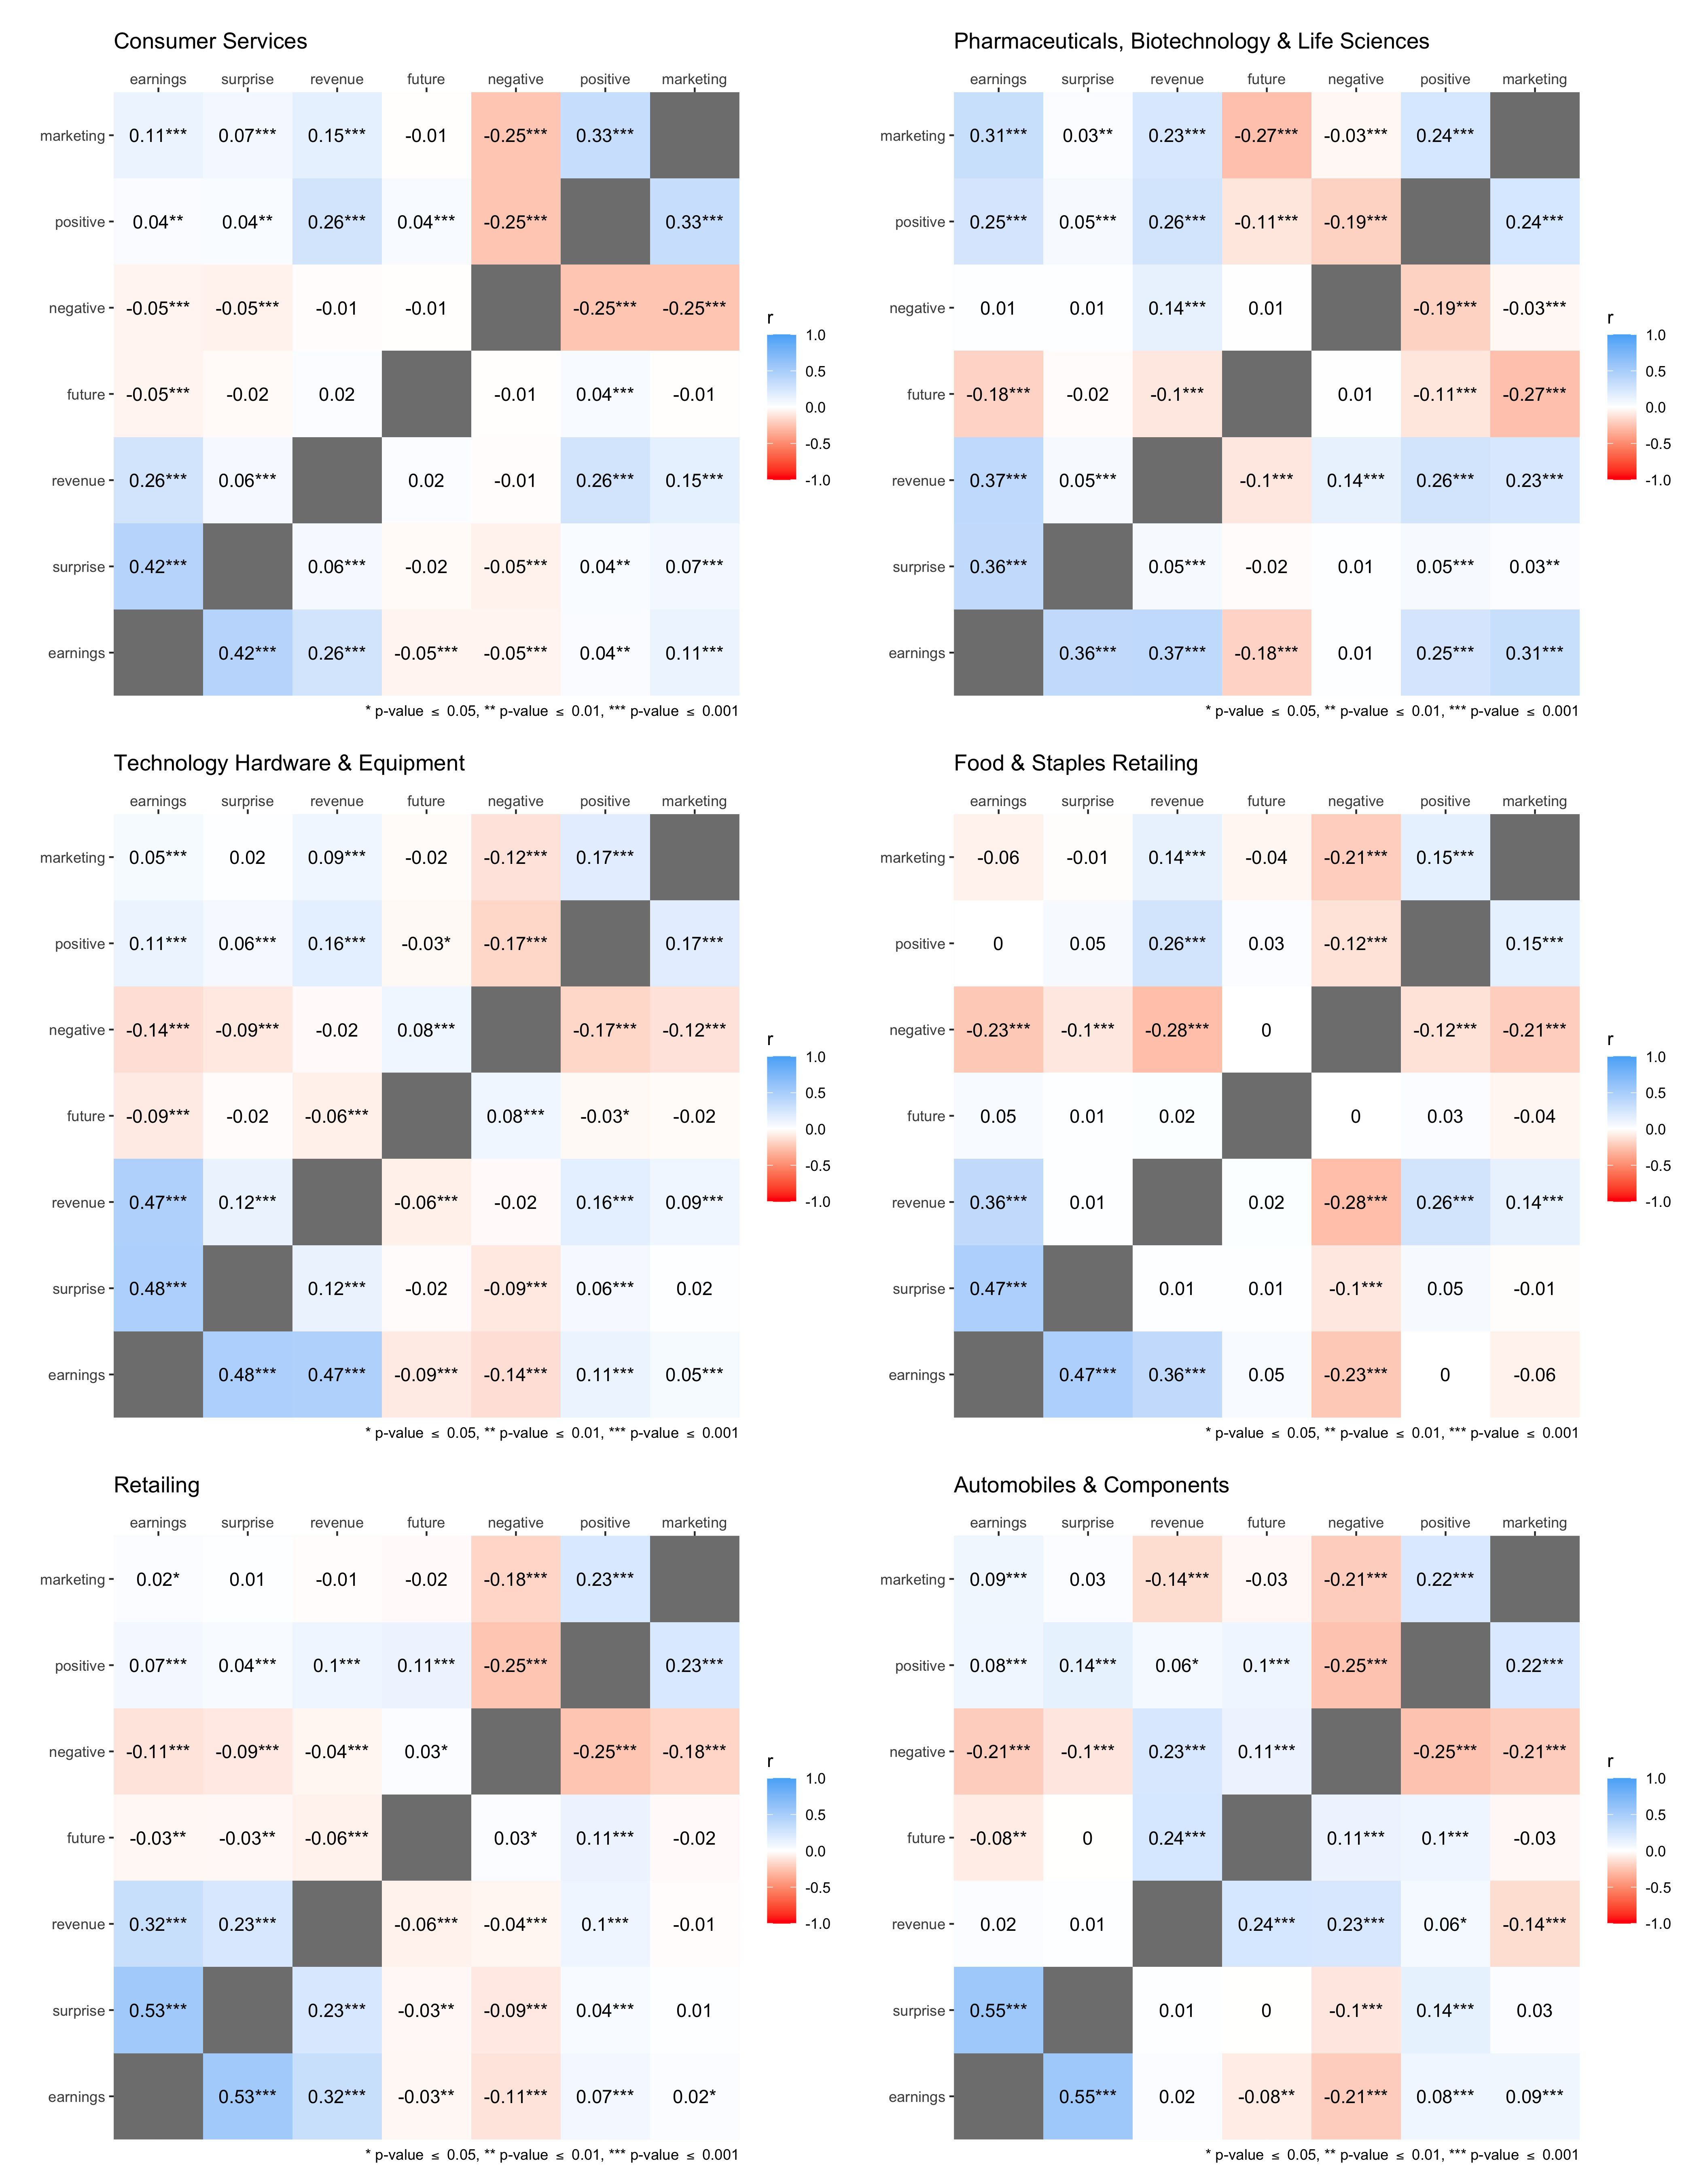 Consumer Services
earnings surprise revenue future negative positive marketing
marketing 0.11*** 0.07*** 0.15*** -0.01 -0.25*** 0.33***
positive 0.04** 0.04** 0.26*** 0.04*** -0.25*** 0.33***
negative -0.05*** -0.05*** -0.01 -0.01 -0.25*** -0.25***
future -0.05*** -0.02 0.02 -0.01 0.04*** -0.01
revenue 0.26*** 0.06*** 0.02 -0.01 0.26*** 0.15***
surprise 0.42*** 0.06*** -0.02 -0.05*** 0.04** 0.07***
earnings 0.42*** 0.26*** -0.05*** -0.05*** 0.04** 0.11***
r
1.0
0.5
0.0
-0.5
-1.0
* p-value ≤ 0.05, ** p-value ≤ 0.01, *** p-value ≤ 0.001
Pharmaceuticals, Biotechnology & Life Sciences
earnings surprise revenue future negative positive marketing
marketing 0.31*** 0.03** 0.23*** -0.27*** -0.03*** 0.24***
positive 0.25*** 0.05*** 0.26*** -0.11*** -0.19*** 0.24***
negative 0.01 0.01 0.14*** 0.01 -0.19*** -0.03***
future -0.18*** -0.02 -0.1*** 0.01 -0.11*** -0.27***
revenue 0.37*** 0.05*** -0.1*** 0.14*** 0.26*** 0.23***
surprise 0.36*** 0.05*** -0.02 0.01 0.05*** 0.03**
earnings 0.36*** 0.37*** -0.18*** 0.01 0.25*** 0.31***
r
1.0
0.5
0.0
-0.5
-1.0
* p-value ≤ 0.05, ** p-value ≤ 0.01, *** p-value ≤ 0.001
Technology Hardware & Equipment
earnings surprise revenue future negative positive marketing
marketing 0.05*** 0.02 0.09*** -0.02 -0.12*** 0.17***
positive 0.11*** 0.06*** 0.16*** -0.03* -0.17*** 0.17***
negative -0.14*** -0.09*** -0.02 0.08*** -0.17*** -0.12***
future -0.09*** -0.02 -0.06*** 0.08*** -0.03* -0.02
revenue 0.47*** 0.12*** -0.06*** -0.02 0.16*** 0.09***
surprise 0.48*** 0.12*** -0.02 -0.09*** 0.06*** 0.02
earnings 0.48*** 0.47*** -0.09*** -0.14*** 0.11*** 0.05***
r
1.0
0.5
0.0
-0.5
-1.0
* p-value ≤ 0.05, ** p-value ≤ 0.01, *** p-value ≤ 0.001
Food & Staples Retailing
earnings surprise revenue future negative positive marketing
marketing -0.06 -0.01 0.14*** -0.04 -0.21*** 0.15***
positive 0 0.05 0.26*** 0.03 -0.12*** 0.15***
negative -0.23*** -0.1*** -0.28*** 0 -0.12*** -0.21***
future 0.05 0.01 0.02 0 0.03 -0.04
revenue 0.36*** 0.01 0.02 -0.28*** 0.26*** 0.14***
surprise 0.47*** 0.01 0.01 -0.1*** 0.05 -0.01
earnings 0.47*** 0.36*** 0.05 -0.23*** 0 -0.06
r
1.0
0.5
0.0
-0.5
-1.0
* p-value ≤ 0.05, ** p-value ≤ 0.01, *** p-value ≤ 0.001
Retailing
earnings surprise revenue future negative positive marketing
marketing 0.02* 0.01 -0.01 -0.02 -0.18*** 0.23***
positive 0.07*** 0.04*** 0.1*** 0.11*** -0.25*** 0.23***
negative -0.11*** -0.09*** -0.04*** 0.03* -0.25*** -0.18***
future -0.03** -0.03** -0.06*** 0.03* 0.11*** -0.02
revenue 0.32*** 0.23*** -0.06*** -0.04*** 0.1*** -0.01
surprise 0.53*** 0.23*** -0.03** -0.09*** 0.04*** 0.01
earnings 0.53*** 0.32*** -0.03** -0.11*** 0.07*** 0.02*
r
1.0
0.5
0.0
-0.5
-1.0
* p-value ≤ 0.05, ** p-value ≤ 0.01, *** p-value ≤ 0.001
Automobiles & Components
earnings surprise revenue future negative positive marketing
marketing 0.09*** 0.03 -0.14*** -0.03 -0.21*** 0.22***
positive 0.08*** 0.14*** 0.06* 0.1*** -0.25*** 0.22***
negative -0.21*** -0.1*** 0.23*** 0.11*** -0.25*** -0.21***
future -0.08** 0 0.24*** 0.11*** 0.1*** -0.03
revenue 0.02 0.01 0.24*** 0.23*** 0.06* -0.14***
surprise 0.55*** 0.01 0 -0.1*** 0.14*** 0.03
earnings 0.55*** 0.02 -0.08** -0.21*** 0.08*** 0.09***
r
1.0
0.5
0.0
-0.5
-1.0
* p-value ≤ 0.05, ** p-value ≤ 0.01, *** p-value ≤ 0.001